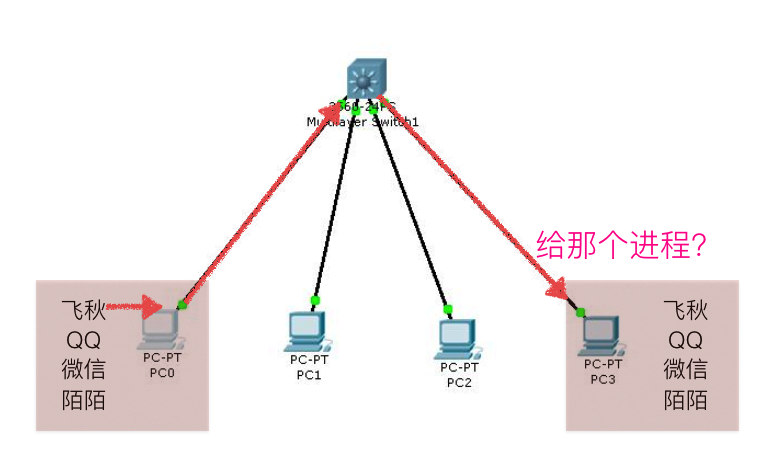 3560-24PS
Multilayer Switch1
给那个进程?
飞秋
QQ
微信
陌陌
PC-PT
PC0
PC-PT
PC1
PC-PT
PC2
PC-PT
PC3
飞秋
QQ
微信
陌陌